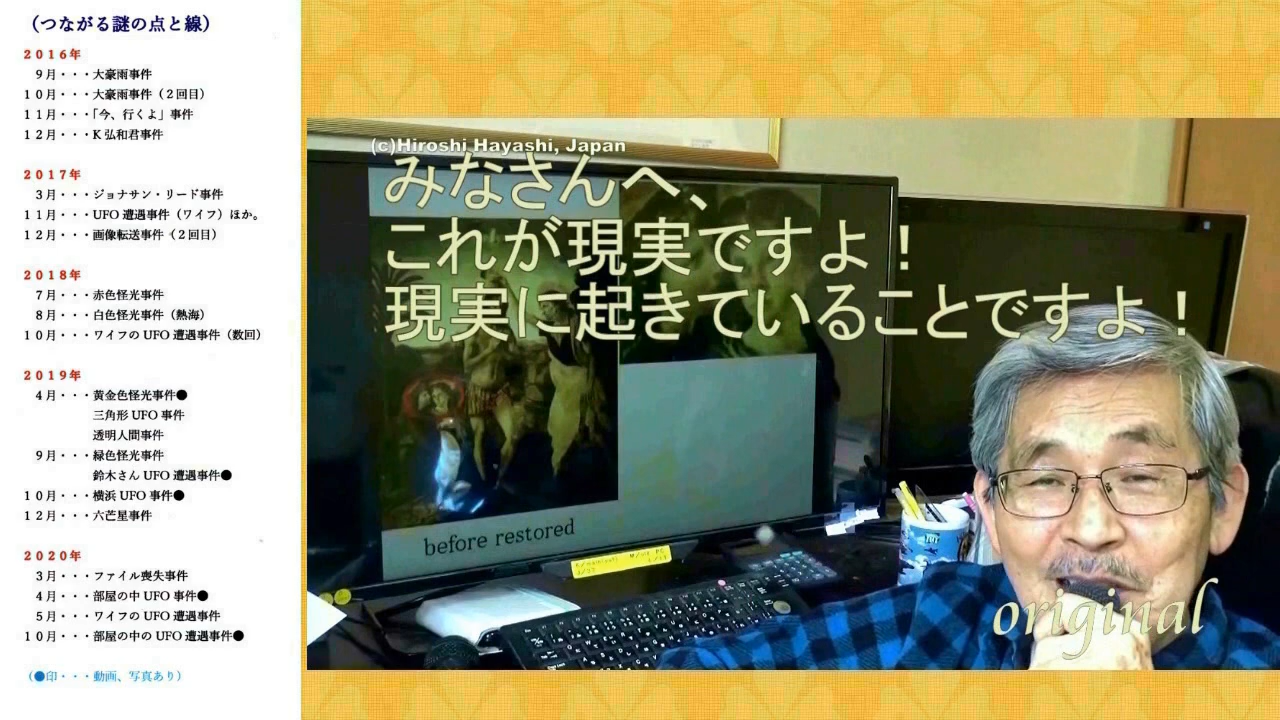 （つながる謎の点と線）
２０１６年
９月・・・大豪雨事件
１０月・・・大豪雨事件（２回目）
１１月・・・「今、行くよ」事件
１２月・・・K 弘和君事件
２０１７年
３月・・・ジョナサン・リード事件
１１月・・・UFO 遭遇事件（ワイフ）ほか。
１２月・・・画像転送事件（２回目）
２０１８年
７月・・・赤色怪光事件
８月・・・白色怪光事件（熱海）
１０月・・・ワイフの UFO 遭遇事件（数回）
２０１９年
４月・・・黄金色怪光事件●
三角形 UFO 事件
透明人間事件
９月・・・緑色怪光事件
鈴木さん UFO 遭遇事件●
１０月・・・横浜 UFO 事件●
１２月・・・六芒星事件
２０２０年
３月・・・ファイル喪失事件
４月・・・部屋の中 UFO 事件●
５月・・・ワイフの UFO 遭遇事件
１０月・・・部屋の中の UFO 遭遇事件●
（●印・・・動画、写真あり）
(c)Hiroshi Hayashi, Japan
みなさんへ、
これが現実ですよ！
現実に起きていることですよ！
before restored
original